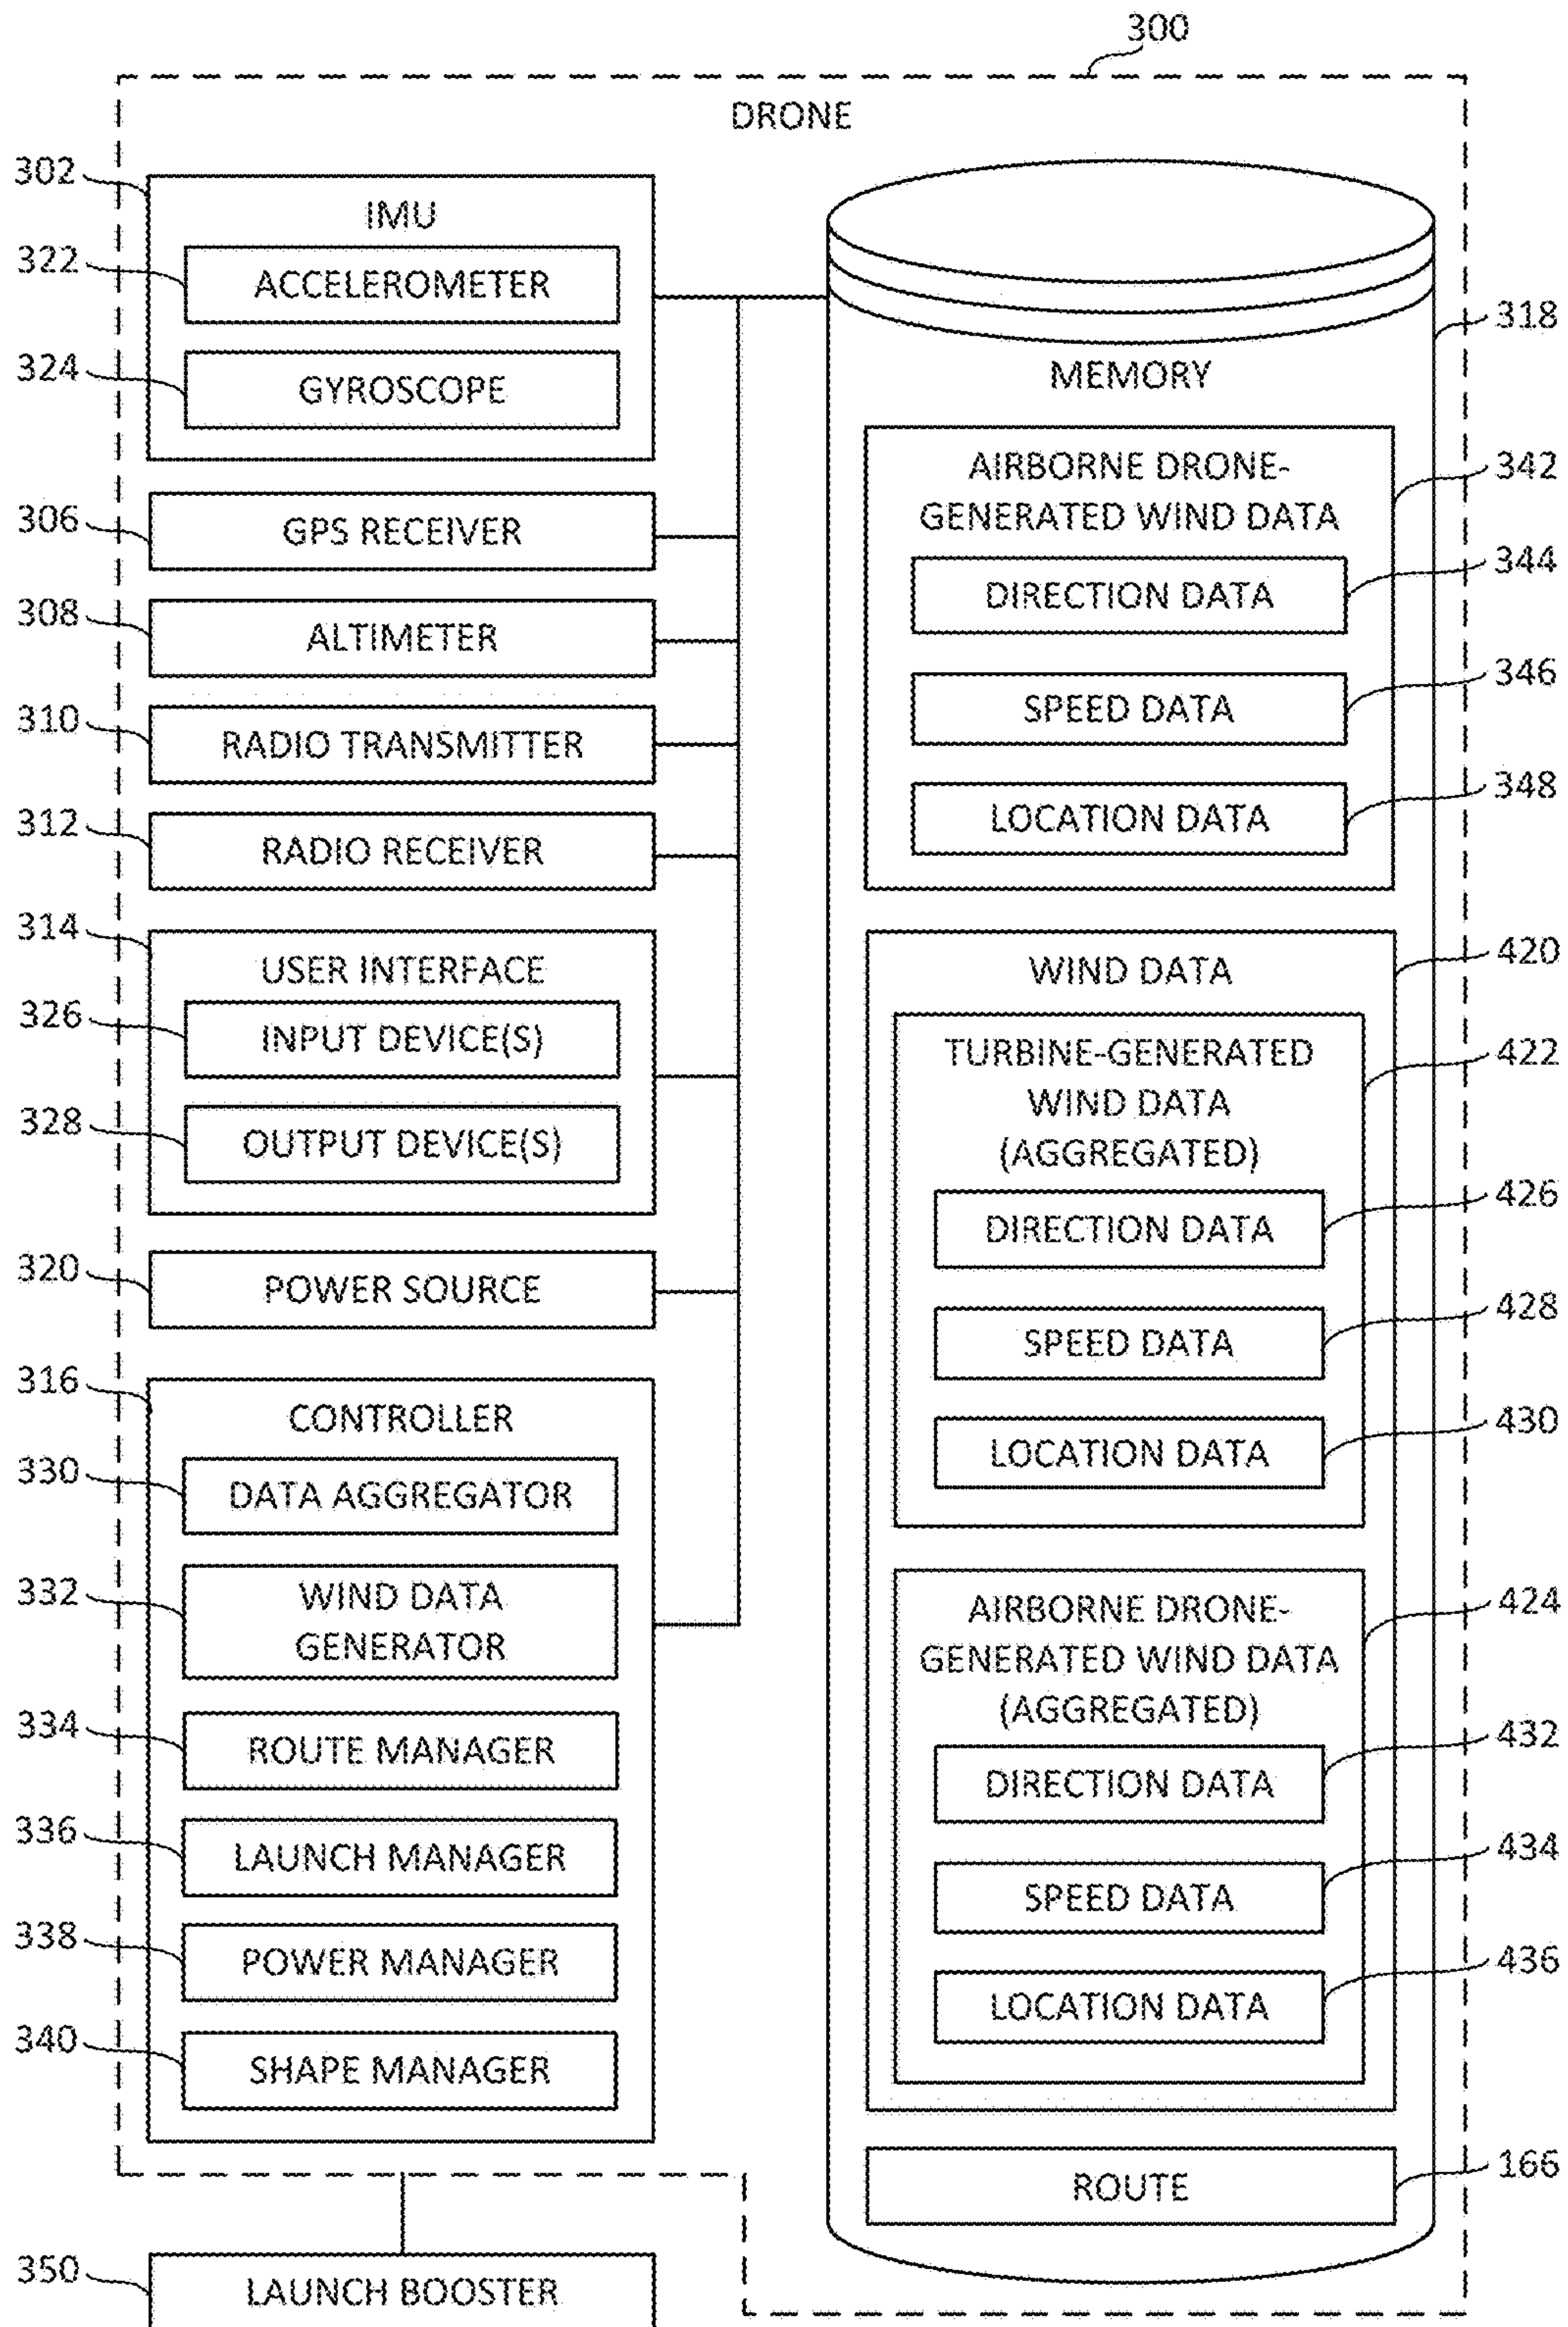 300
DRONE
302
IMU
322
ACCELEROMETER
324
GYROSCOPE
306
GPS RECEIVER
308
ALTIMETER
310
RADIO TRANSMITTER
312
RADIO RECEIVER
314
USER INTERFACE
326
INPUT DEVICE(S)
328
OUTPUT DEVICE(S)
320
POWER SOURCE
316
CONTROLLER
330
DATA AGGREGATOR
332
WIND DATA
GENERATOR
334
ROUTE MANAGER
336
LAUNCH MANAGER
338
POWER MANAGER
340
SHAPE MANAGER
350
LAUNCH BOOSTER
318
MEMORY
AIRBORNE DRONE-
342
GENERATED WIND DATA
344
DIRECTION DATA
346
SPEED DATA
348
LOCATION DATA
420
WIND DATA
422
TURBINE-GENERATED
WIND DATA
(AGGREGATED)
426
DIRECTION DATA
428
SPEED DATA
430
LOCATION DATA
424
AIRBORNE DRONE-
GENERATED WIND DATA
(AGGREGATED)
432
DIRECTION DATA
434
SPEED DATA
436
LOCATION DATA
166
ROUTE